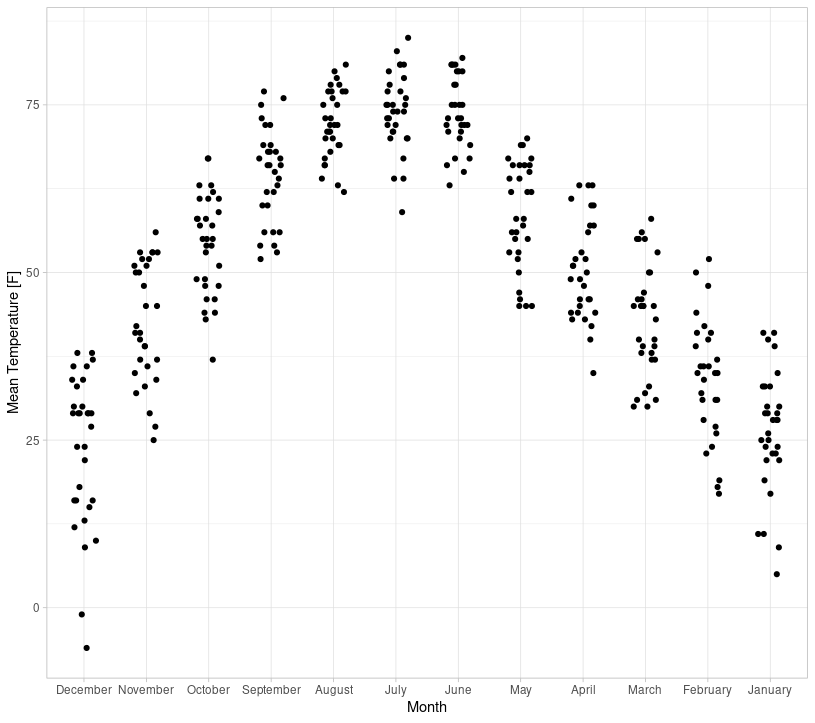 Mean Temperature [F]
75
50
25
0
December November October September August July June May April March February January
Month